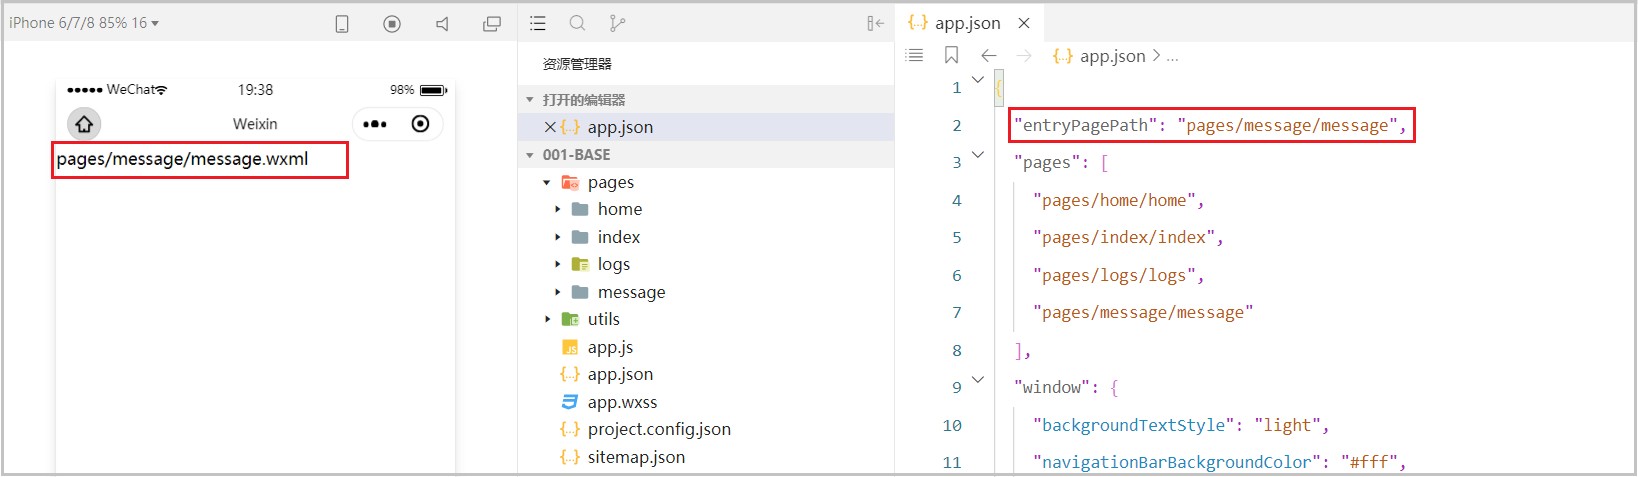 iPhone 6/7/8 85% 16
WeChat
19:38
98%
Weixin
pages/message/message.wxml
资源管理器
打开的编辑器
{..} app.json
001-BASE
pages
home
index
logs
message
utils
JS app.js
{..} app.json
app.wxss
{..} project.config.json
{..} sitemap.json
{..} app.json
{..} app.json > ...
1 {
2 "entryPagePath": "pages/message/message",
3 "pages": [
4 "pages/home/home",
5 "pages/index/index",
6 "pages/logs/logs",
7 "pages/message/message"
8 ],
9 "window": {
10 "backgroundTextStyle": "light",
11 "navigationBarBackgroundColor": "#fff",